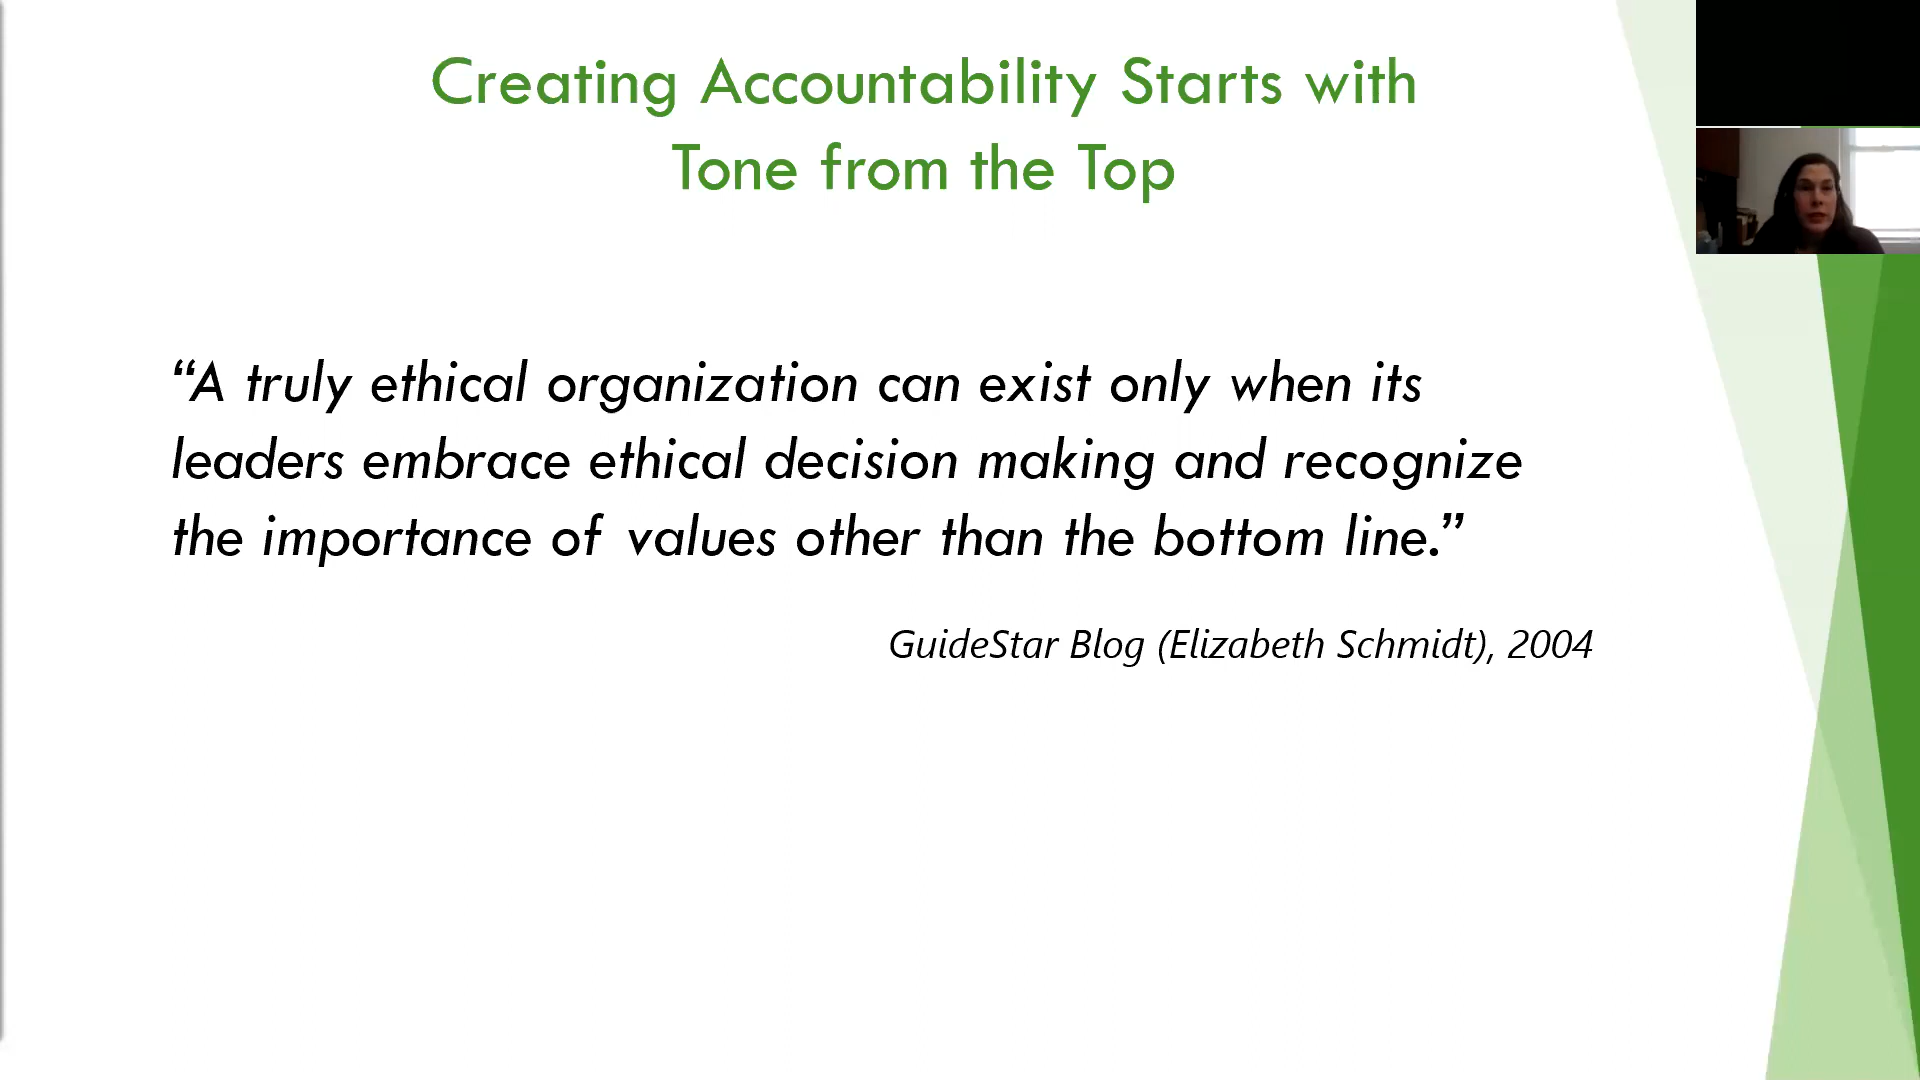 Creating Accountability Starts with
Tone from the Top
“A truly ethical organization can exist only when its
leaders embrace ethical decision making and recognize
the importance of values other than the bottom line.”
GuideStar Blog (Elizabeth Schmidt), 2004